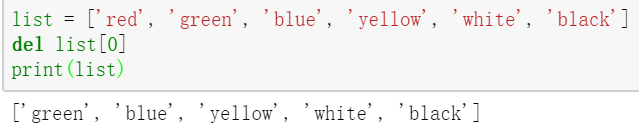 list = ['red', 'green', 'blue', 'yellow', 'white', 'black']
del list[0]
print(list)
['green', 'blue', 'yellow', 'white', 'black']